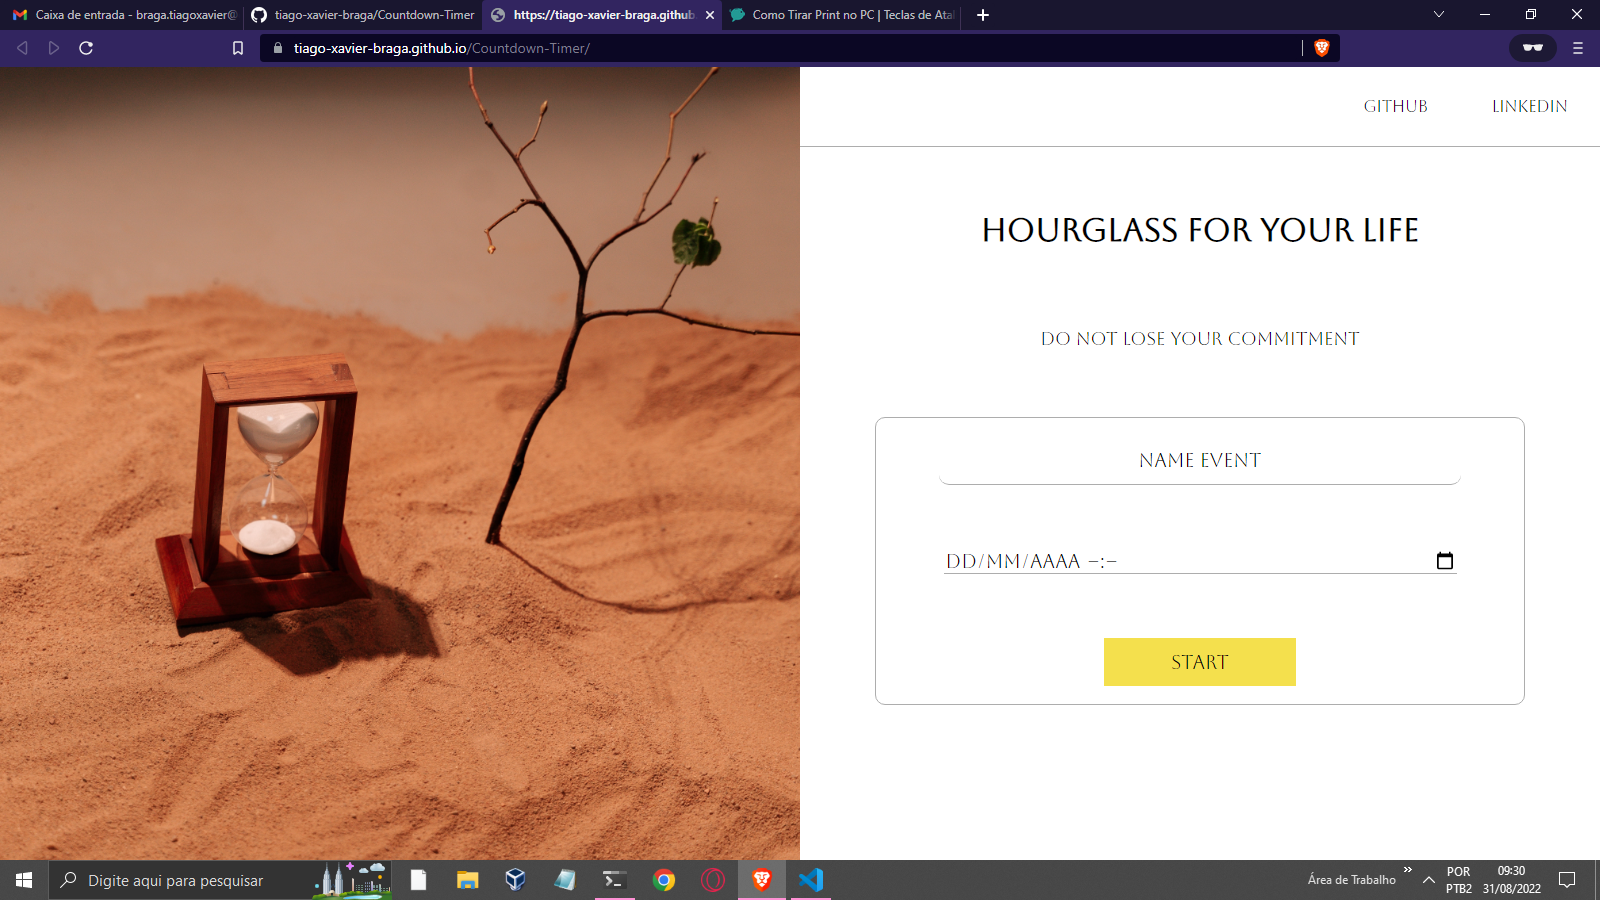 Caixa de entrada - braga.tiagoxavier@
tiago-xavier-braga/Countdown-Timer
https://tiago-xavier-braga.github.
Como Tirar Print no PC | Teclas de Atal
tiago-xavier-braga.github.io/Countdown-Timer/
GITHUB
LINKEDIN
HOURGLASS FOR YOUR LIFE
DO NOT LOSE YOUR COMMITMENT
NAME EVENT
DD/MM/AAAA --:--
START
Digite aqui para pesquisar
Área de Trabalho
POR
PTB2
09:30
31/08/2022